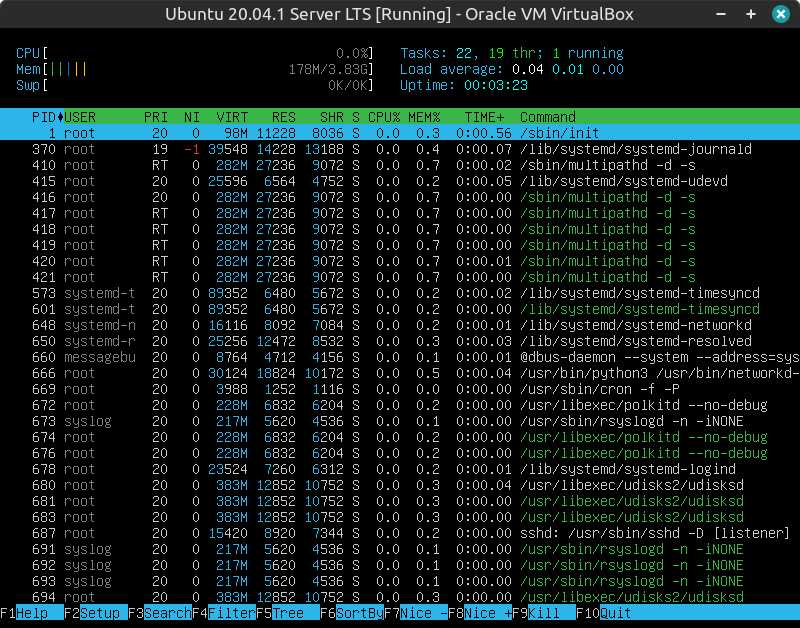 Ubuntu 20.04.1 Server LTS [Running] - Oracle VM VirtualBox
CPU[ 0.0%] Tasks: 22, 19 thr; 1 running
Mem[||||| 178M/3.83G] Load average: 0.04 0.01 0.00
Swp[ 0K/0K] Uptime: 00:03:23
PID USER PRI NI VIRT RES SHR S CPU% MEM% TIME+ Command
1 root 20 0 98M 11228 8036 S 0.0 0.3 0:00.56 /sbin/init
370 root 19 -1 39548 14228 13188 S 0.0 0.4 0:00.07 /lib/systemd/systemd-journald
410 root RT 0 282M 27236 9072 S 0.0 0.7 0:00.02 /sbin/multipathd -d -s
415 root 20 0 25596 6564 4752 S 0.0 0.2 0:00.05 /lib/systemd/systemd-udevd
416 root 20 0 282M 27236 9072 S 0.0 0.7 0:00.00 /sbin/multipathd -d -s
417 root RT 0 282M 27236 9072 S 0.0 0.7 0:00.00 /sbin/multipathd -d -s
418 root RT 0 282M 27236 9072 S 0.0 0.7 0:00.00 /sbin/multipathd -d -s
419 root RT 0 282M 27236 9072 S 0.0 0.7 0:00.00 /sbin/multipathd -d -s
420 root RT 0 282M 27236 9072 S 0.0 0.7 0:00.01 /sbin/multipathd -d -s
421 root RT 0 282M 27236 9072 S 0.0 0.7 0:00.00 /sbin/multipathd -d -s
573 systemd-t 20 0 89352 6480 5672 S 0.0 0.2 0:00.02 /lib/systemd/systemd-timesyncd
601 systemd-t 20 0 89352 6480 5672 S 0.0 0.2 0:00.00 /lib/systemd/systemd-timesyncd
648 systemd-n 20 0 16116 8092 7084 S 0.0 0.2 0:00.01 /lib/systemd/systemd-networkd
650 systemd-r 20 0 25256 12472 8532 S 0.0 0.3 0:00.03 /lib/systemd/systemd-resolved
660 messagebu 20 0 8764 4712 4156 S 0.0 0.1 0:00.01 @dbus-daemon --system --address=sys
666 root 20 0 30124 18824 10172 S 0.0 0.5 0:00.04 /usr/bin/python3 /usr/bin/networkd-
669 root 20 0 3988 1252 1116 S 0.0 0.0 0:00.00 /usr/sbin/cron -f -P
672 root 20 0 228M 6832 6204 S 0.0 0.2 0:00.00 /usr/libexec/polkitd --no-debug
673 syslog 20 0 217M 5620 4536 S 0.0 0.1 0:00.00 /usr/sbin/rsyslogd -n -iNONE
674 root 20 0 228M 6832 6204 S 0.0 0.2 0:00.00 /usr/libexec/polkitd --no-debug
676 root 20 0 228M 6832 6204 S 0.0 0.2 0:00.00 /usr/libexec/polkitd --no-debug
678 root 20 0 23524 7260 6312 S 0.0 0.2 0:00.01 /lib/systemd/systemd-logind
680 root 20 0 383M 12852 10752 S 0.0 0.3 0:00.04 /usr/libexec/udisks2/udisksd
681 root 20 0 383M 12852 10752 S 0.0 0.3 0:00.00 /usr/libexec/udisks2/udisksd
683 root 20 0 383M 12852 10752 S 0.0 0.3 0:00.00 /usr/libexec/udisks2/udisksd
687 root 20 0 15420 8920 7344 S 0.0 0.2 0:00.00 sshd: /usr/sbin/sshd -D [listener]
691 syslog 20 0 217M 5620 4536 S 0.0 0.1 0:00.00 /usr/sbin/rsyslogd -n -iNONE
692 syslog 20 0 217M 5620 4536 S 0.0 0.1 0:00.00 /usr/sbin/rsyslogd -n -iNONE
693 syslog 20 0 217M 5620 4536 S 0.0 0.1 0:00.00 /usr/sbin/rsyslogd -n -iNONE
694 root 20 0 383M 12852 10752 S 0.0 0.3 0:00.00 /usr/libexec/udisks2/udisksd
F1Help F2Setup F3SearchF4FilterF5Tree F6SortByF7Nice -F8Nice +F9Kill F10Quit